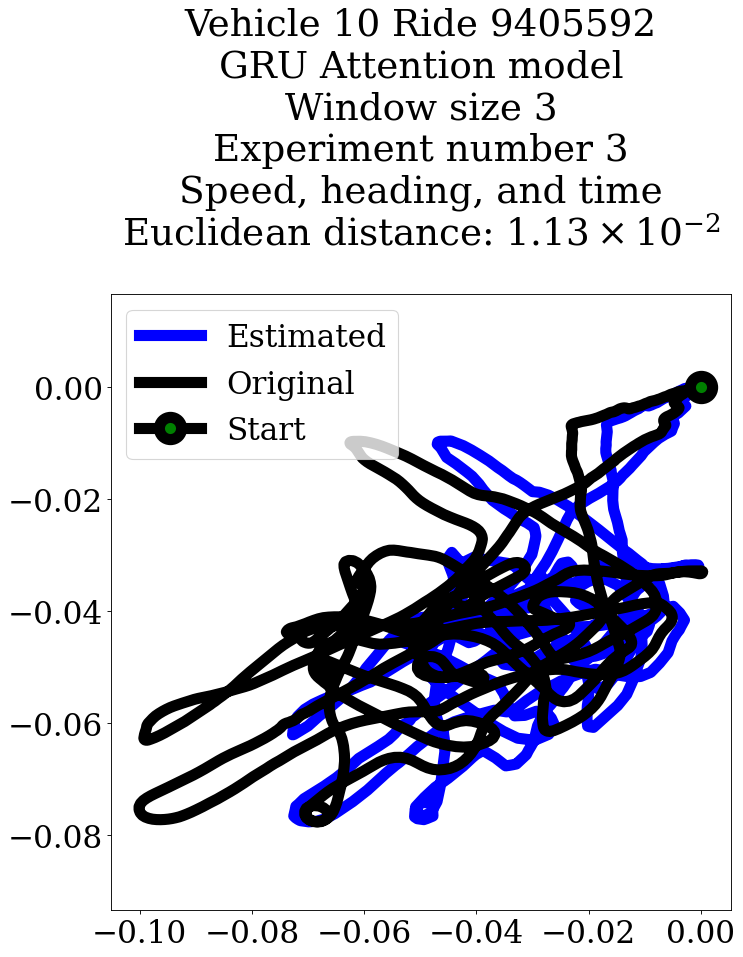 Vehicle 10 Ride 9405592
GRU Attention model
Window size 3
Experiment number 3
Speed, heading, and time
Euclidean distance: 1.13 × 10⁻²
Estimated
Original
Start
0.00
−0.02
−0.04
−0.06
−0.08
−0.10 −0.08 −0.06 −0.04 −0.02 0.00